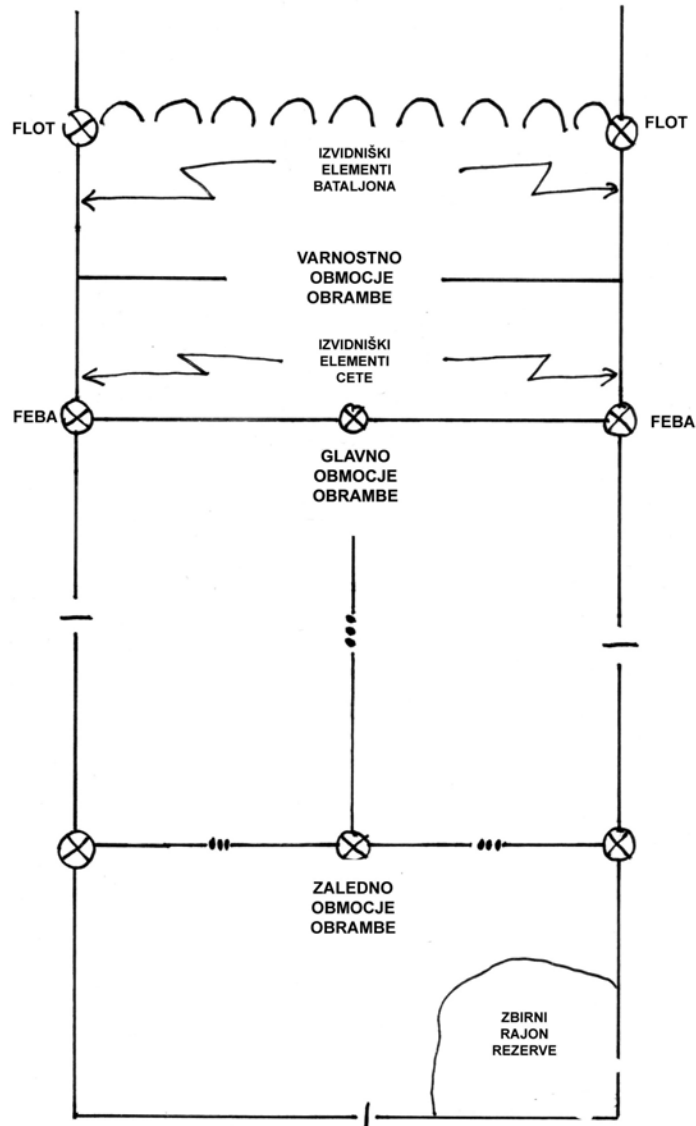 FLOT
FLOT
IZVIDNIŠKI
ELEMENTI
BATALJONA
VARNOSTNO
OBMOCJE
OBRAMBE
IZVIDNIŠKI
ELEMENTI
CETE
FEBA
FEBA
GLAVNO
OBMOCJE
OBRAMBE
ZALEDNO
OBMOCJE
OBRAMBE
ZBIRNI
RAJON
REZERVE